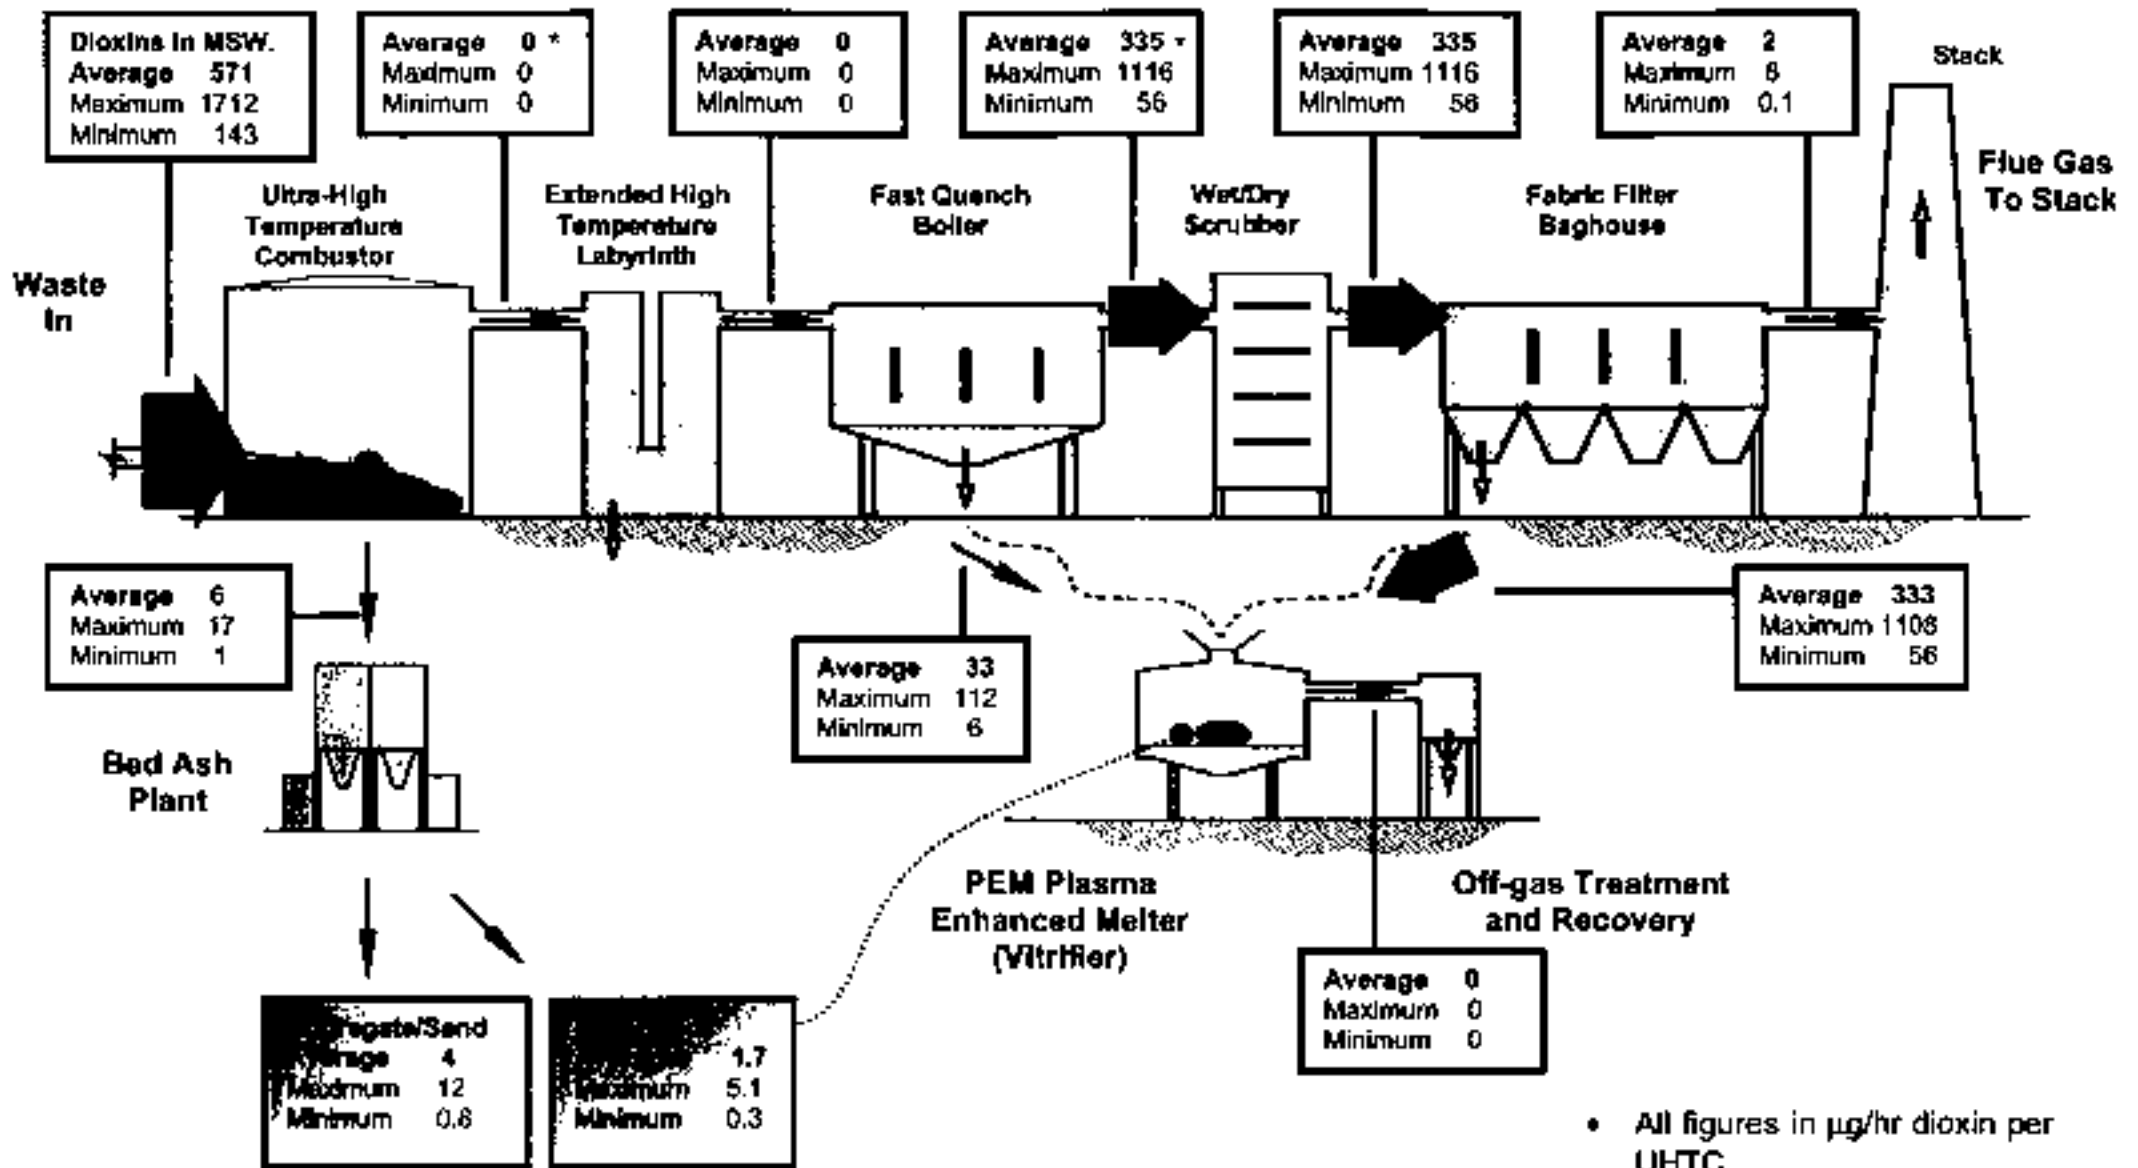 Dioxins in MSW.
Average 571
Maximum 1712
Minimum 143
Average 0 *
Maximum 0
Minimum 0
Average 0
Maximum 0
Minimum 0
Average 335
Maximum 1116
Minimum 56
Average 335
Maximum 1116
Minimum 56
Average 2
Maximum 8
Minimum 0.1
Stack
Flue Gas
To Stack
Ultra-High
Temperature
Combustor
Extended High
Temperature
Labyrinth
Fast Quench
Boiler
Wet/Dry
Scrubber
Fabric Filter
Baghouse
Waste
In
Average 6
Maximum 17
Minimum 1
Average 33
Maximum 112
Minimum 6
Average 333
Maximum 1108
Minimum 56
Bed Ash
Plant
PEM Plasma
Enhanced Melter
(Vitrifier)
Off-gas Treatment
and Recovery
Average 0
Maximum 0
Minimum 0
Sand
4
Maximum 12
Minimum
1.7
Maximum 5.1
Minimum 0.3
• All figures in µg/hr dioxin per
UHTC